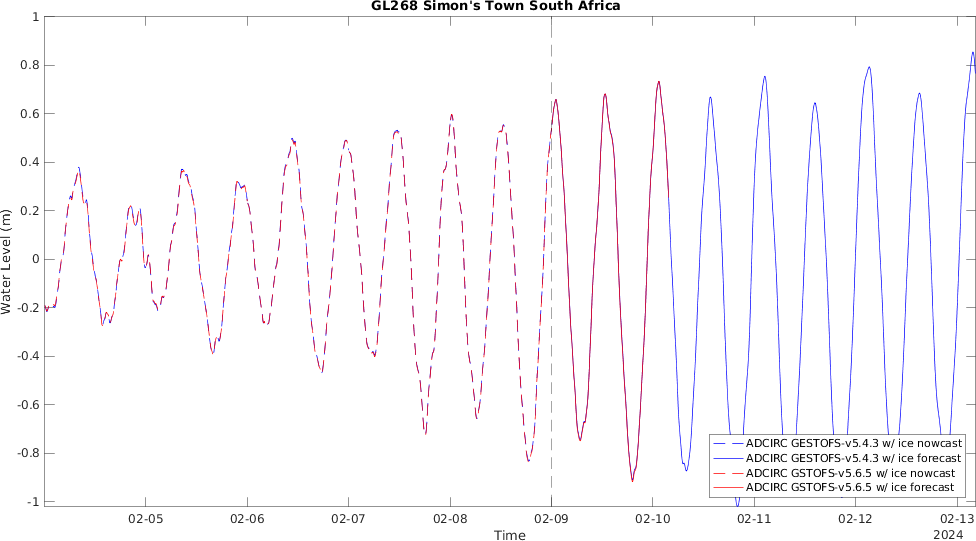 GL268 Simon's Town South Africa
1
0.8
0.6
0.4
0.2
0
-0.2
-0.4
-0.6
-0.8
-1
Water Level (m)
ADCIRC GESTOFS-v5.4.3 w/ ice nowcast
ADCIRC GESTOFS-v5.4.3 w/ ice forecast
ADCIRC GSTOFS-v5.6.5 w/ ice nowcast
ADCIRC GSTOFS-v5.6.5 w/ ice forecast
02-05 02-06 02-07 02-08 02-09 02-10 02-11 02-12 02-13
Time
2024